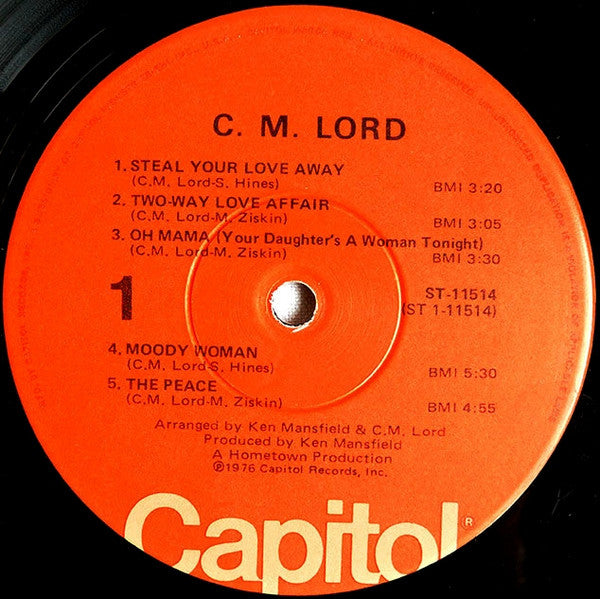 C. M. LORD
1. STEAL YOUR LOVE AWAY
(C.M. Lord-S. Hines) BMI 3:20
2. TWO-WAY LOVE AFFAIR
(C.M. Lord-M. Ziskin) BMI 3:05
3. OH MAMA (Your Daughter's A Woman Tonight)
(C.M. Lord-M. Ziskin) BMI 3:30
1 ST-11514
(ST 1-11514)
4. MOODY WOMAN
(C.M. Lord-S. Hines) BMI 5:30
5. THE PEACE
(C.M. Lord-M. Ziskin) BMI 4:55
Arranged by Ken Mansfield & C.M. Lord
Produced by Ken Mansfield
A Hometown Production
℗1976 Capitol Records, Inc.
Capitol®